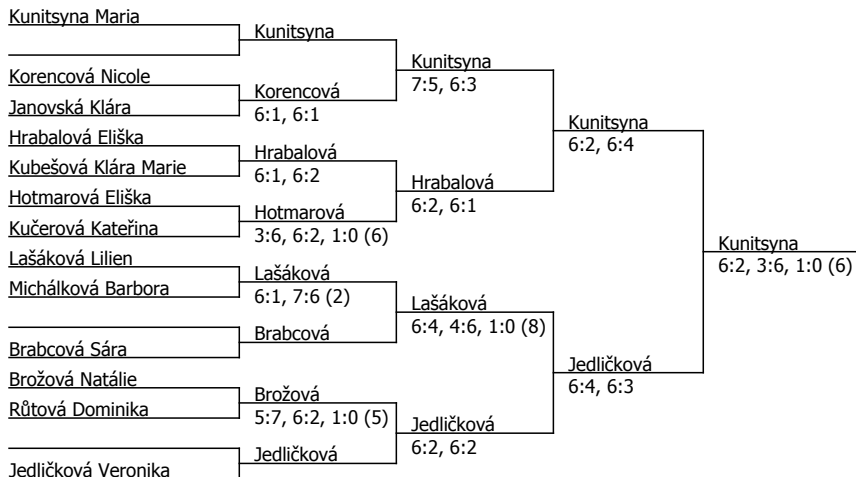 Kunitsyna Maria
Korencová Nicole
Janovská Klára
Hrabalová Eliška
Kubešová Klára Marie
Hotmarová Eliška
Kučerová Kateřina
Lašáková Lilien
Michálková Barbora
Brabcová Sára
Brožová Natálie
Růtová Dominika
Jedličková Veronika
Kunitsyna
Korencová
6:1, 6:1
Hrabalová
6:1, 6:2
Hotmarová
3:6, 6:2, 1:0 (6)
Lašáková
6:1, 7:6 (2)
Brabcová
Brožová
5:7, 6:2, 1:0 (5)
Jedličková
Kunitsyna
7:5, 6:3
Hrabalová
6:2, 6:1
Lašáková
6:4, 4:6, 1:0 (8)
Jedličková
6:2, 6:2
Kunitsyna
6:2, 6:4
Jedličková
6:4, 6:3
Kunitsyna
6:2, 3:6, 1:0 (6)